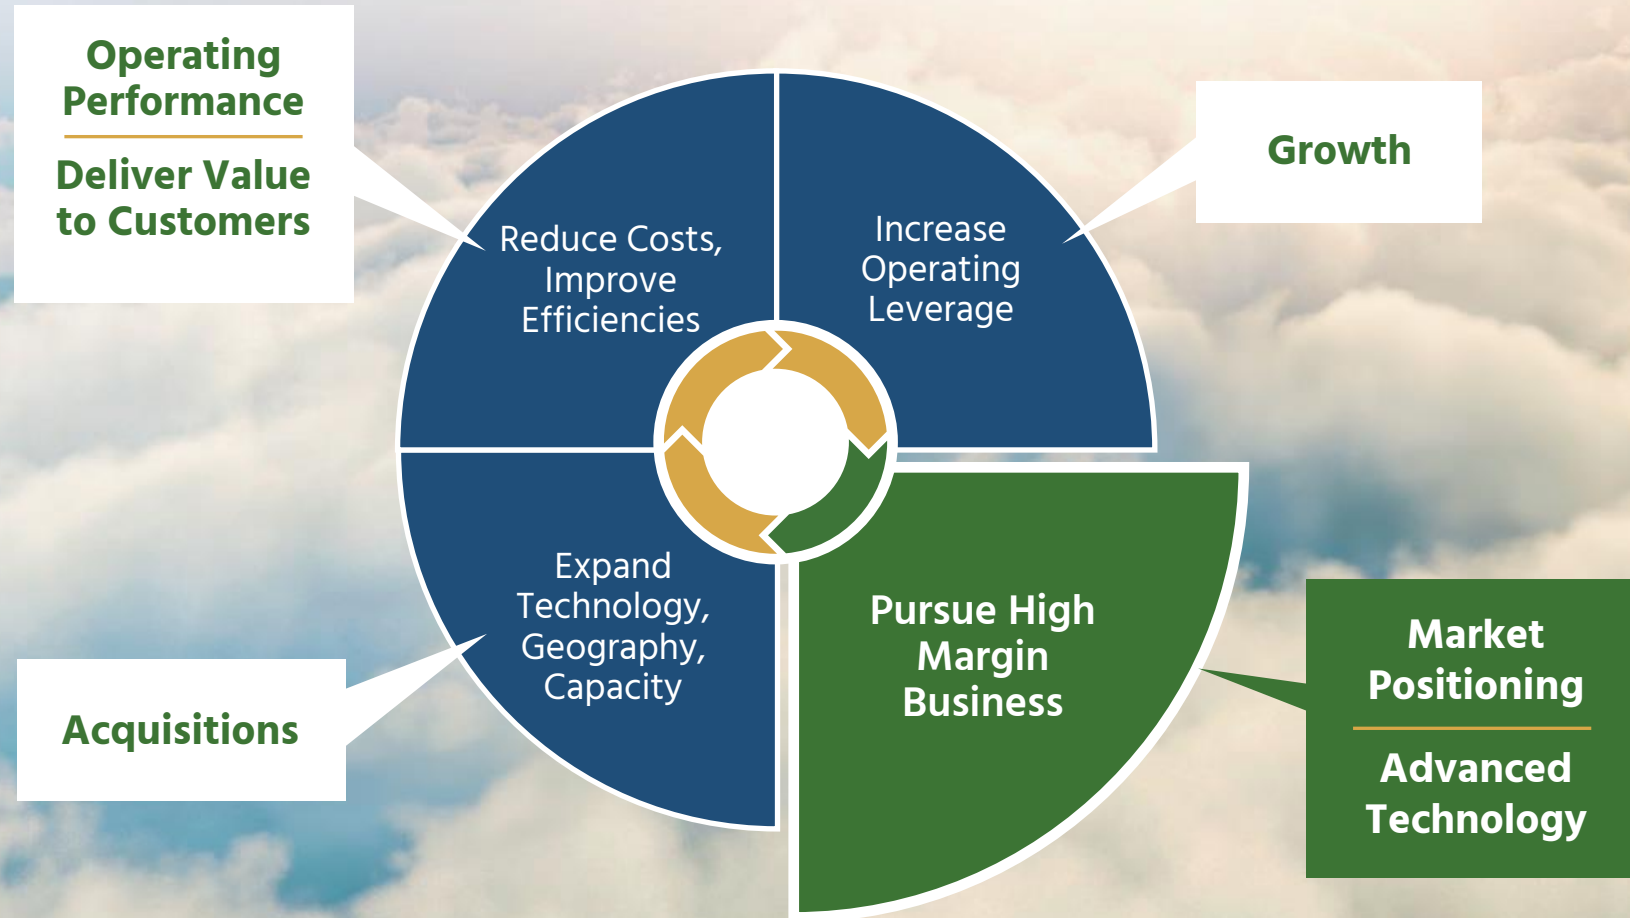 Operating
Performance
Deliver Value
to Customers
Reduce Costs,
Improve
Efficiencies
Increase
Operating
Leverage
Growth
Expand
Technology,
Geography,
Capacity
Acquisitions
Pursue High
Margin
Business
Market
Positioning
Advanced
Technology